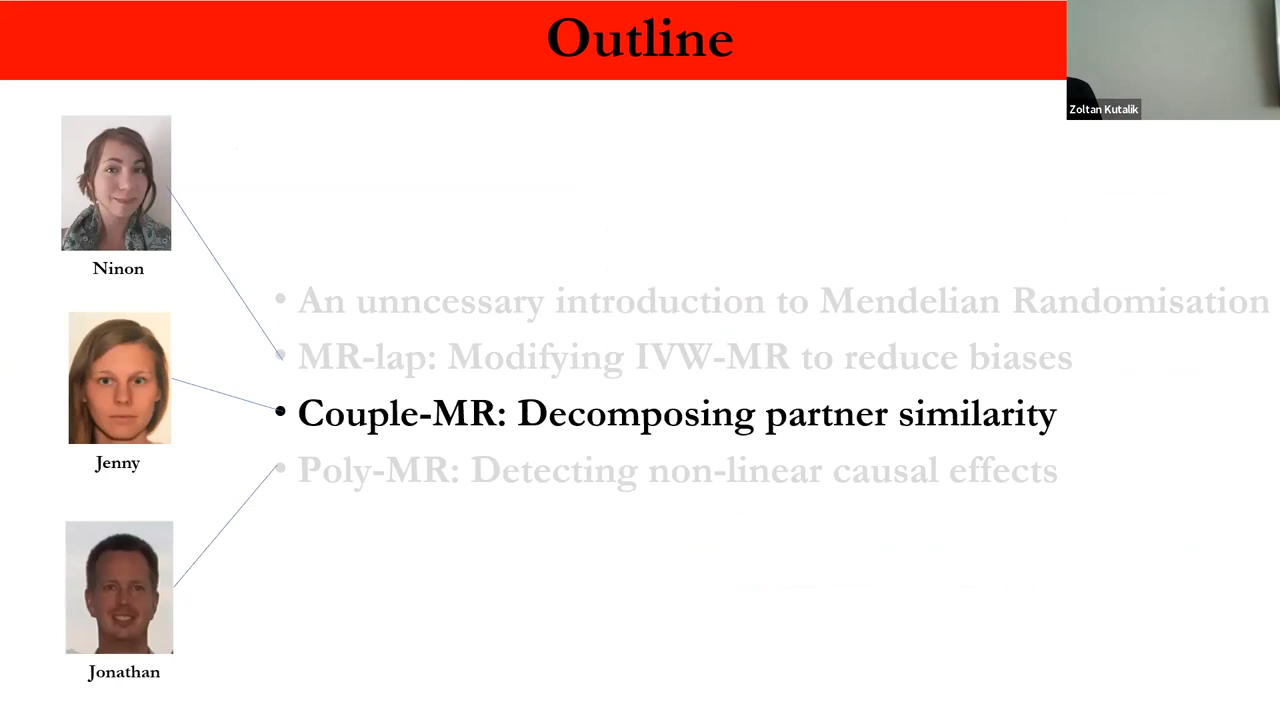 Outline
Zoltan Kutalik
Ninon
• An unncessary introduction to Mendelian Randomisation
• MR-lap: Modifying IVW-MR to reduce biases
• Couple-MR: Decomposing partner similarity
Jenny
• Poly-MR: Detecting non-linear causal effects
Jonathan